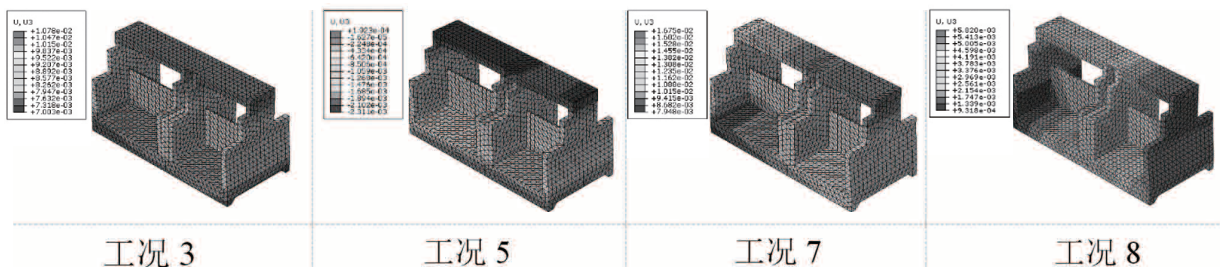 U, U3
+1.078e-02
+1.047e-02
+1.015e-02
+9.837e-03
+9.522e-03
+9.207e-03
+8.892e-03
+8.577e-03
+8.262e-03
+7.947e-03
+7.632e-03
+7.318e-03
+7.003e-03
U, U3
+1.023e-04
U, U3
+1.675e-02
+1.602e-02
+1.528e-02
+1.455e-02
+1.382e-02
+1.308e-02
+1.235e-02
+1.162e-02
+1.088e-02
+1.015e-02
+9.415e-03
+8.682e-03
+7.948e-03
U, U3
+5.820e-03
+5.413e-03
+5.005e-03
+4.598e-03
+4.191e-03
+3.783e-03
+3.376e-03
+2.969e-03
+2.561e-03
+2.154e-03
+1.747e-03
+1.339e-03
+9.318e-04
工况 3
工况 5
工况 7
工况 8